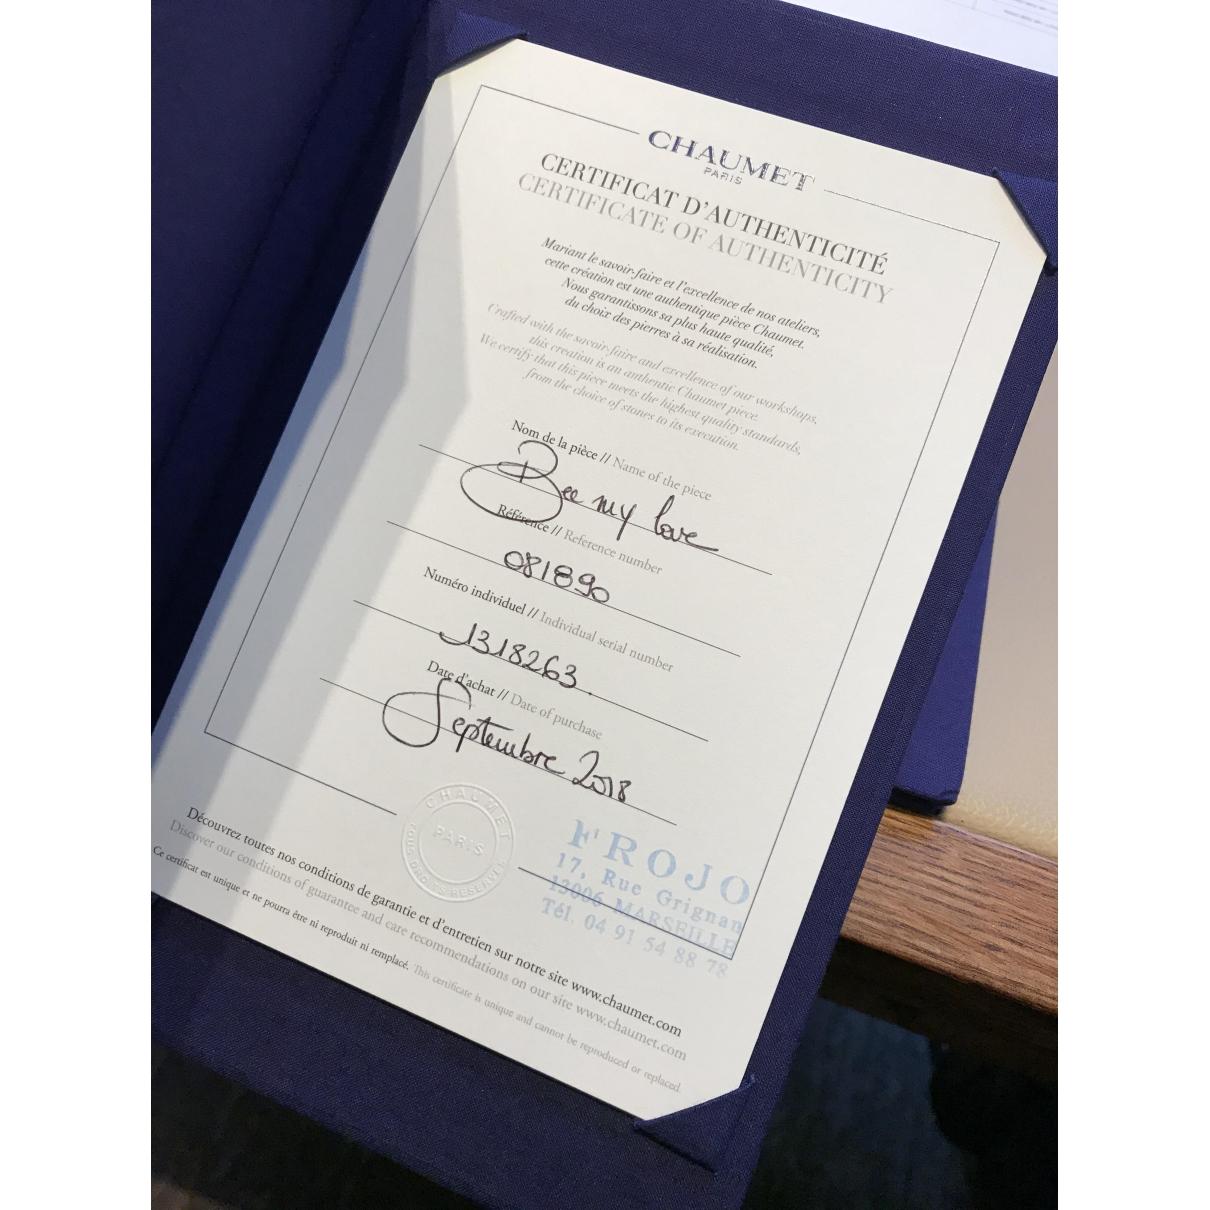 CHAUMET
PARIS
CERTIFICAT D'AUTHENTICITÉ
CERTIFICATE OF AUTHENTICITY
Mariant le savoir-faire et l'excellence de nos ateliers,
cette création est une authentique pièce Chaumet.
Nous garantissons sa plus haute qualité,
du choix des pierres à sa réalisation.
Crafted with the savoir-faire and excellence of our workshops,
this creation is an authentic Chaumet piece.
We certify that this piece meets the highest quality standards,
from the choice of stones to its execution.
Nom de la pièce // Name of the piece
Bee my love
Référence // Reference number
081890
Numéro individuel // Individual serial number
1318263.
Date d'achat // Date of purchase
Septembre 2018
CHAUMET
PARIS
TOUS DROITS RESERVÉS
FROJO
17, Rue Grignan
13006 MARSEILLE
Tél. 04 91 54 88 78
Découvrez toutes nos conditions de garantie et d'entretien sur notre site www.chaumet.com
Discover our conditions of guarantee and care recommendations on our site www.chaumet.com
Ce certificat est unique et ne pourra être ni reproduit ni remplacé. This certificate is unique and cannot be reproduced or replaced.